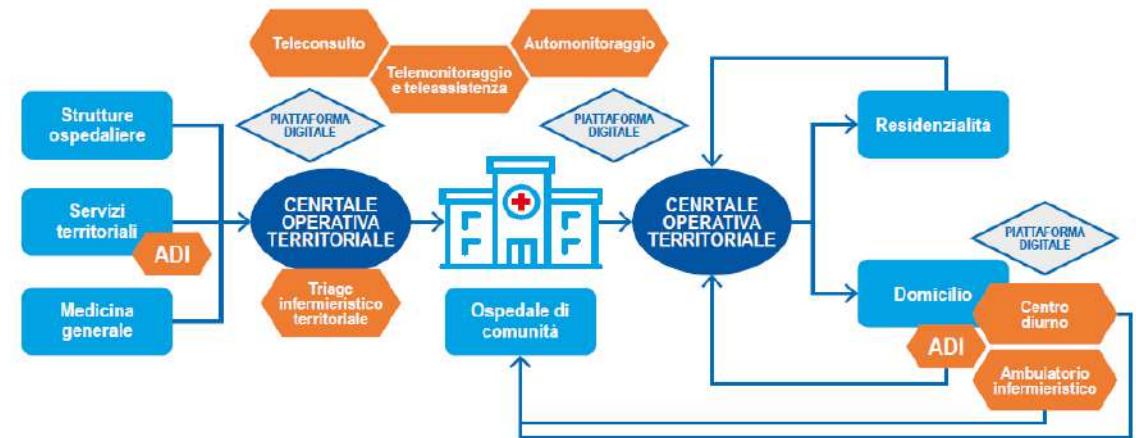 Teleconsulto
Automonitoraggio
Telemonitoraggio
e teleassistenza
PIATTAFORMA
DIGITALE
PIATTAFORMA
DIGITALE
Strutture
ospedaliere
Residenzialità
Servizi
territoriali
ADI
CENRTALE
OPERATIVA
TERRITORIALE
CENRTALE
OPERATIVA
TERRITORIALE
PIATTAFORMA
DIGITALE
Medicina
generale
Triage
infermieristico
territoriale
Ospedale di
comunità
Domicilio
Centro
diurno
ADI
Ambulatorio
infermieristico